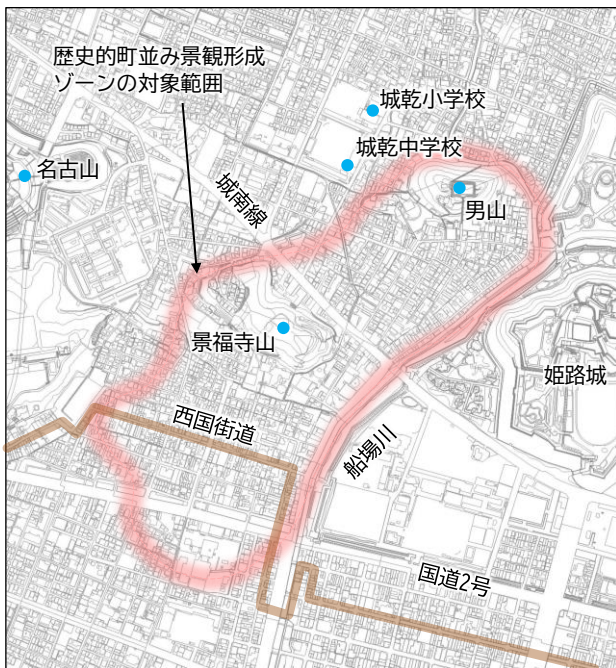 歴史的町並み景観形成
ゾーンの対象範囲
城乾小学校
城乾中学校
名古山
城南線
男山
景福寺山
姫路城
西国街道
船場川
国道2号